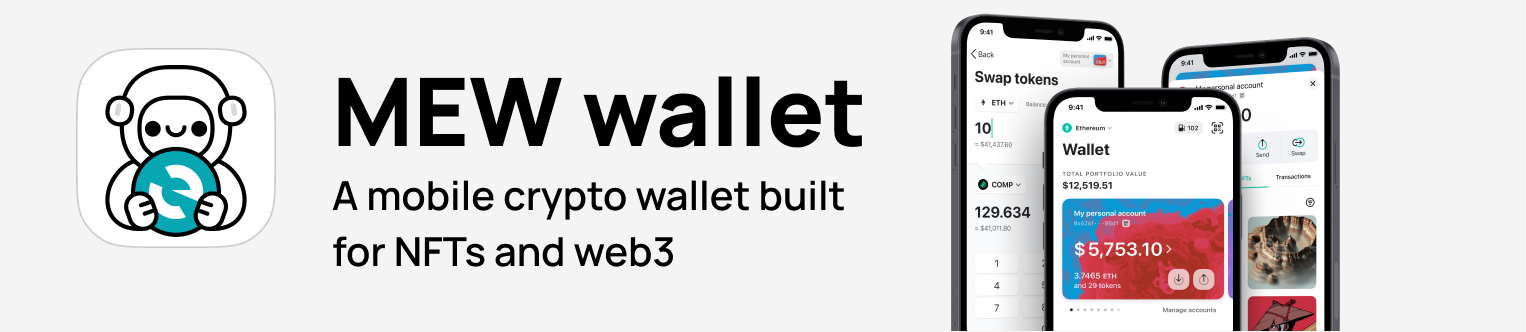 MEW wallet
A mobile crypto wallet built
for NFTs and web3
9:41
Back
My personal
account
Swap tokens
ETH
Balance
10
≈ $41,437.60
COMP
129.634
≈ $41,011.80
1
4
5
7
8
9:41
Ethereum
102
Wallet
TOTAL PORTFOLIO VALUE
$12,519.51
My personal account
$5,753.10
3.7465 ETH
and 29 tokens
Manage accounts
9:41
My personal account
0
Send
Swap
Transactions